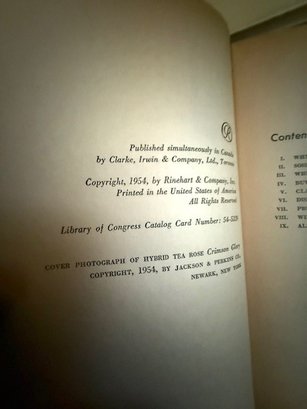 R
Published simultaneously in Canada
by Clarke, Irwin & Company, Ltd., Toronto
Copyright, 1954, by Rinehart & Company, Inc.
Printed in the United States of America
All Rights Reserved
Library of Congress Catalog Card Number:
COVER PHOTOGRAPH OF HYBRID TEA ROSE Crimson Glory
COPYRIGHT, 1954, BY JACKSON & PERKINS CO.
NEWARK, NEW YORK
Conten
I.
II.
III.
IV.
V.
VI.
VII.
VIII.
IX.